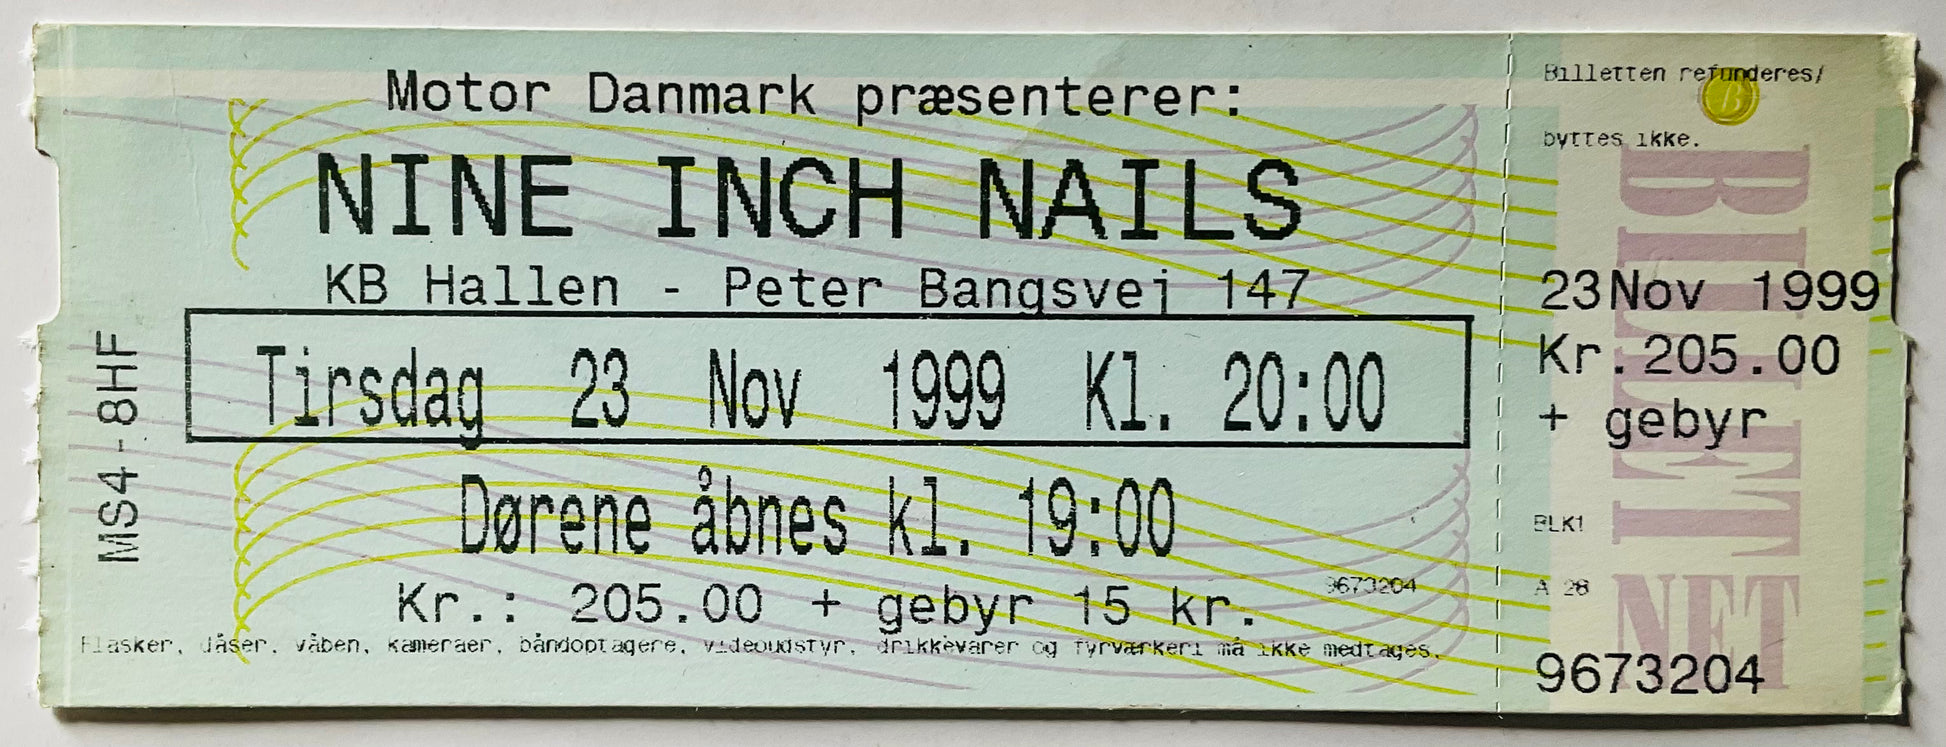 Motor Danmark præsenterer:
NINE INCH NAILS
KB Hallen - Peter Bangsvej 147
Tirsdag 23 Nov 1999 Kl. 20:00
Dørene åbnes kl. 19:00
Kr.: 205.00 + gebyr 15 kr.
9673204
Flasker, dåser, våben, kameraer, båndoptagere, videoudstyr, drikkevarer og fyrværkeri må ikke medtages.
MS4-8HF
Billetten refunderes/
byttes ikke.
B
23Nov 1999
Kr.205.00
+ gebyr
BLK1
A 28
9673204
BILLET NET